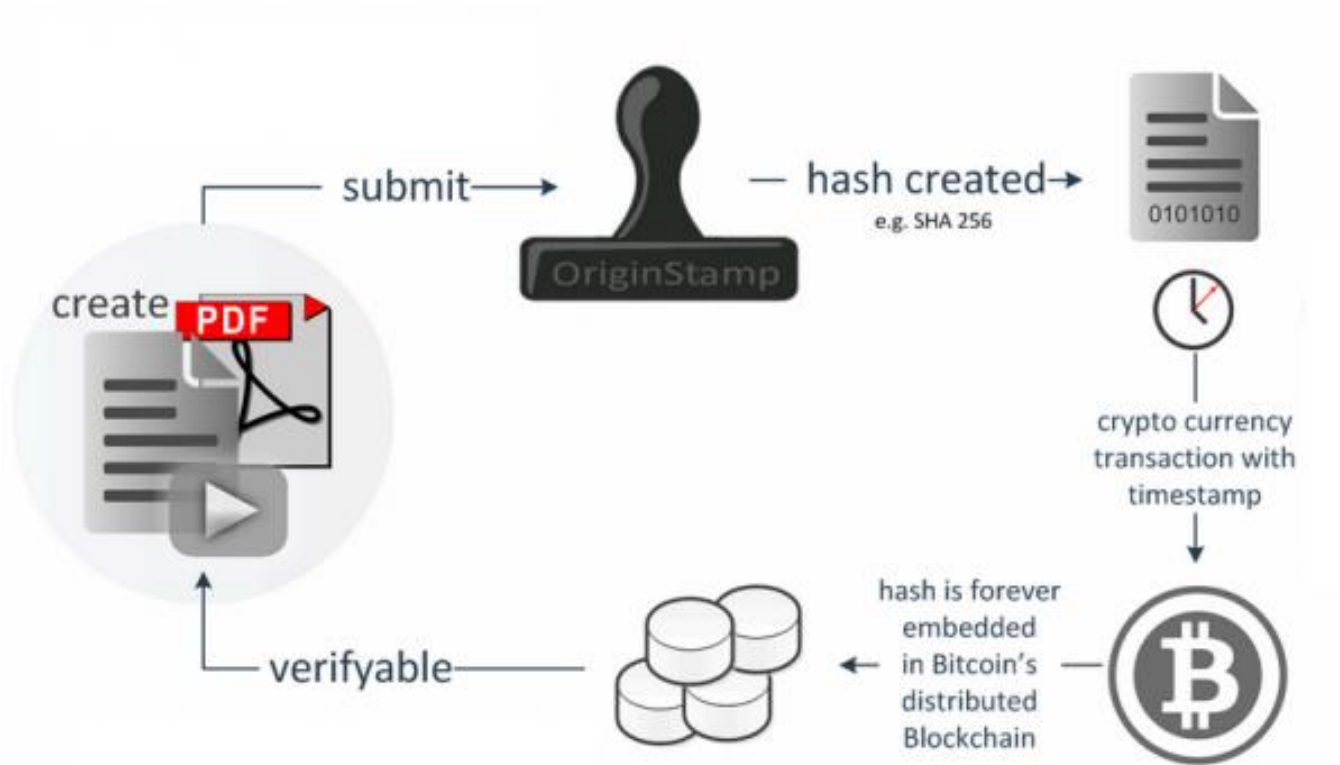 submit
hash created
e.g. SHA 256
0101010
OriginStamp
create
PDF
crypto currency
transaction with
timestamp
hash is forever
embedded
in Bitcoin's
distributed
Blockchain
verifyable